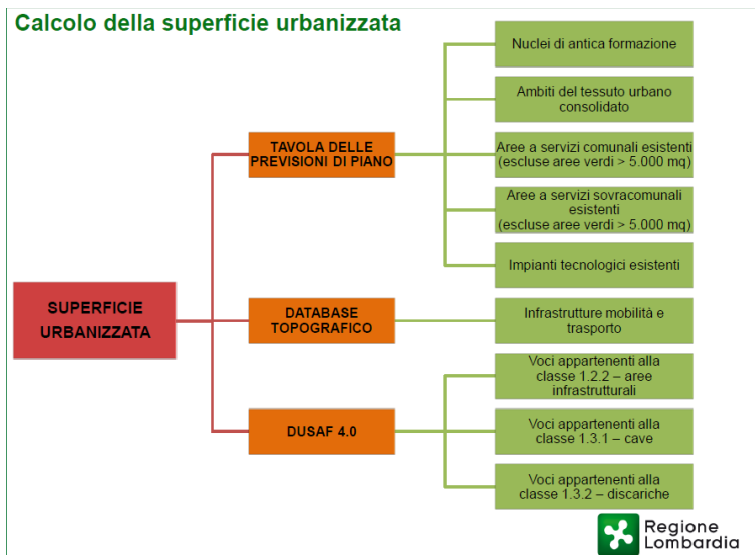 Calcolo della superficie urbanizzata
Nuclei di antica formazione
Ambiti del tessuto urbano
consolidato
TAVOLA DELLE
PREVISIONI DI PIANO
Aree a servizi comunali esistenti
(escluse aree verdi > 5.000 mq)
Aree a servizi sovracomunali
esistenti
(escluse aree verdi > 5.000 mq)
Impianti tecnologici esistenti
SUPERFICIE
URBANIZZATA
DATABASE
TOPOGRAFICO
Infrastrutture mobilità e
trasporto
Voci appartenenti alla
classe 1.2.2 – aree
infrastrutturali
DUSAF 4.0
Voci appartenenti alla
classe 1.3.1 – cave
Voci appartenenti alla
classe 1.3.2 – discariche
Regione
Lombardia